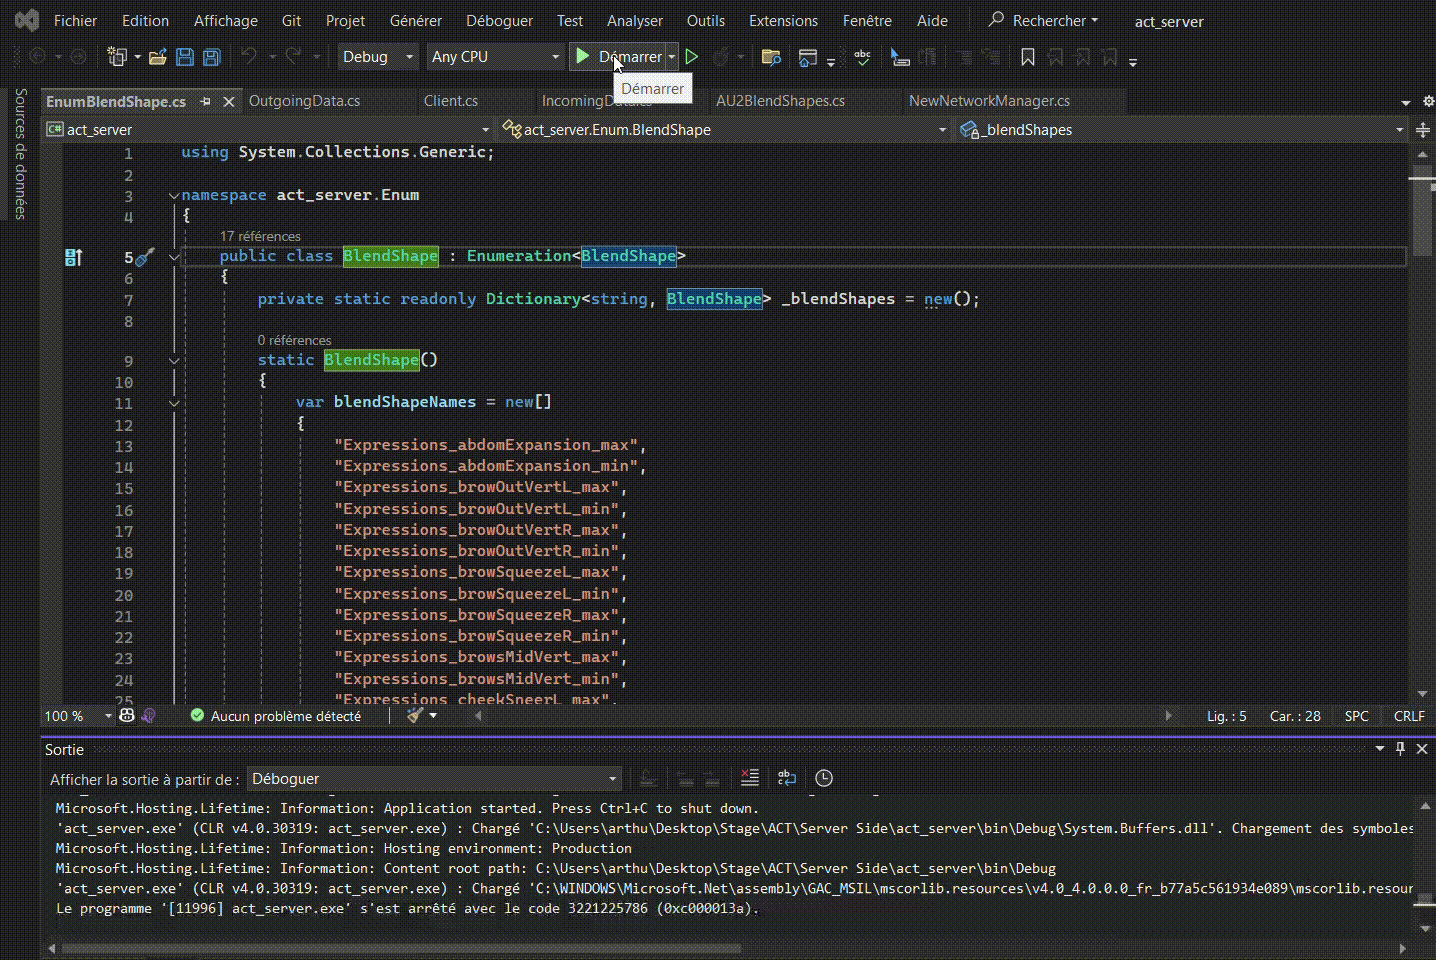 Fichier Edition Affichage Git Projet Générer Déboguer Test Analyser Outils Extensions Fenêtre Aide Rechercher act_server
Debug Any CPU Démarrer
Démarrer
Sources de données
EnumBlendShape.cs OutgoingData.cs Client.cs AU2BlendShapes.cs NewNetworkManager.cs
C# act_server act_server.Enum.BlendShape _blendShapes
1 using System.Collections.Generic;
2
3 namespace act_server.Enum
4 {
17 références
5 public class BlendShape : Enumeration<BlendShape>
6 {
7 private static readonly Dictionary<string, BlendShape> _blendShapes = new();
8
0 références
9 static BlendShape()
10 {
11 var blendShapeNames = new[]
12 {
13 "Expressions_abdomExpansion_max",
14 "Expressions_abdomExpansion_min",
15 "Expressions_browOutVertL_max",
16 "Expressions_browOutVertL_min",
17 "Expressions_browOutVertR_max",
18 "Expressions_browOutVertR_min",
19 "Expressions_browSqueezeL_max",
20 "Expressions_browSqueezeL_min",
21 "Expressions_browSqueezeR_max",
22 "Expressions_browSqueezeR_min",
23 "Expressions_browsMidVert_max",
24 "Expressions_browsMidVert_min",
25 "Expressions_cheekSneerL_max",
100 % Aucun problème détecté Lig. : 5 Car. : 28 SPC CRLF
Sortie
Afficher la sortie à partir de : Déboguer
Microsoft.Hosting.Lifetime: Information: Application started. Press Ctrl+C to shut down.
'act_server.exe' (CLR v4.0.30319: act_server.exe) : Chargé 'C:\Users\arthu\Desktop\Stage\ACT\Server Side\act_server\bin\Debug\System.Buffers.dll'. Chargement des symboles
Microsoft.Hosting.Lifetime: Information: Hosting environment: Production
Microsoft.Hosting.Lifetime: Information: Content root path: C:\Users\arthu\Desktop\Stage\ACT\Server Side\act_server\bin\Debug
'act_server.exe' (CLR v4.0.30319: act_server.exe) : Chargé 'C:\WINDOWS\Microsoft.Net\assembly\GAC_MSIL\mscorlib.resources\v4.0_4.0.0.0_fr_b77a5c561934e089\mscorlib.resour
Le programme '[11996] act_server.exe' s'est arrêté avec le code 3221225786 (0xc000013a).